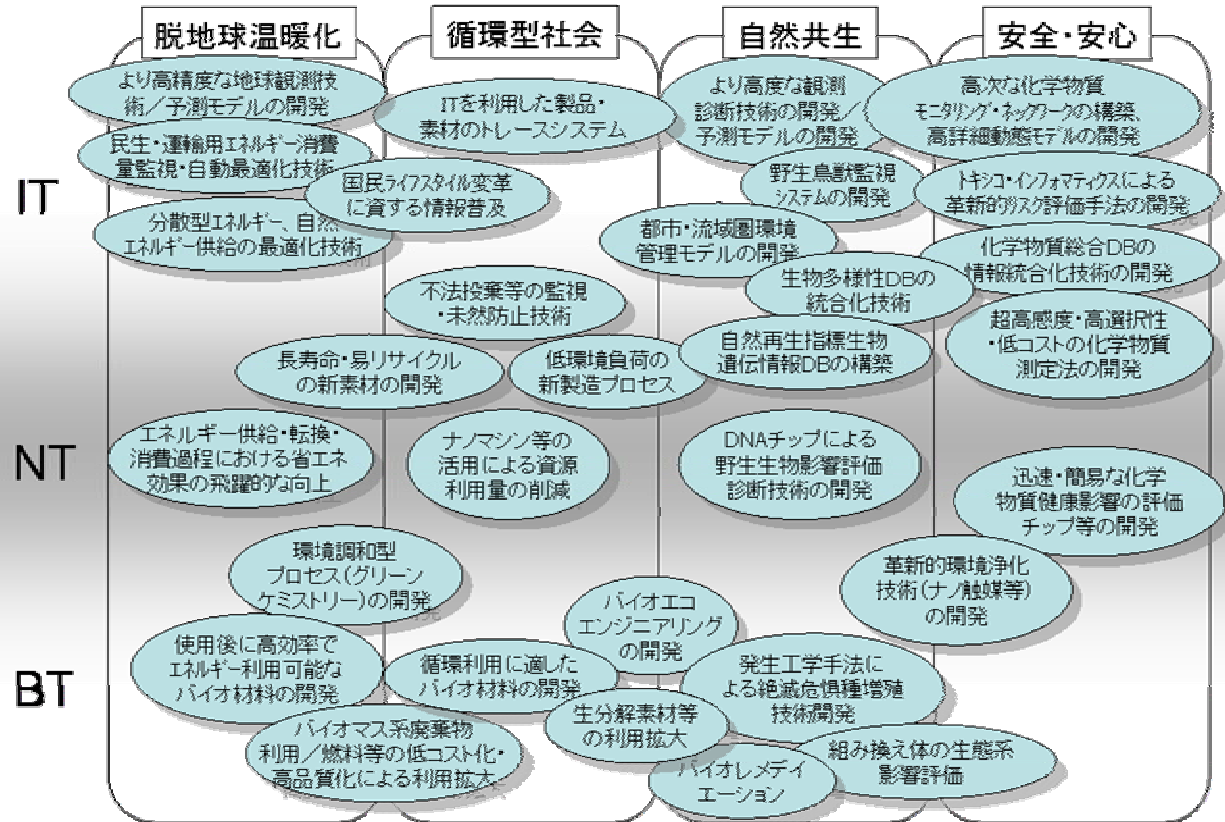 脱地球温暖化
循環型社会
自然共生
安全・安心
IT
より高精度な地球観測技
術／予測モデルの開発
民生・運輸用エネルギー消費
量監視・自動最適化技術
分散型エネルギー、自然
エネルギー供給の最適化技術
ITを利用した製品・
素材のトレースシステム
国民ライフスタイル変革
に資する情報普及
不法投棄等の監視
・未然防止技術
より高度な観測
診断技術の開発／
予測モデルの開発
野生鳥獣監視
システムの開発
都市・流域圏環境
管理モデルの開発
生物多様性DBの
統合化技術
自然再生指標生物
遺伝情報DBの構築
高次な化学物質
モニタリング・ネットワークの構築、
高詳細動態モデルの開発
トキシコ・インフォマティクスによる
革新的リスク評価手法の開発
化学物質総合DBの
情報統合化技術の開発
超高感度・高選択性
・低コストの化学物質
測定法の開発
NT
長寿命・易リサイクル
の新素材の開発
低環境負荷の
新製造プロセス
エネルギー供給・転換・
消費過程における省エネ
効果の飛躍的な向上
ナノマシン等の
活用による資源
利用量の削減
DNAチップによる
野生生物影響評価
診断技術の開発
迅速・簡易な化学
物質健康影響の評価
チップ等の開発
環境調和型
プロセス（グリーン
ケミストリー）の開発
革新的環境浄化
技術（ナノ触媒等）
の開発
BT
使用後に高効率で
エネルギー利用可能な
バイオ材料の開発
循環利用に適した
バイオ材料の開発
バイオエコ
エンジニアリング
の開発
発生工学手法に
よる絶滅危惧種増殖
技術開発
生分解素材等
の利用拡大
バイオマス系廃棄物
利用／燃料等の低コスト化・
高品質化による利用拡大
バイオレメデイ
エーション
組み換え体の生態系
影響評価